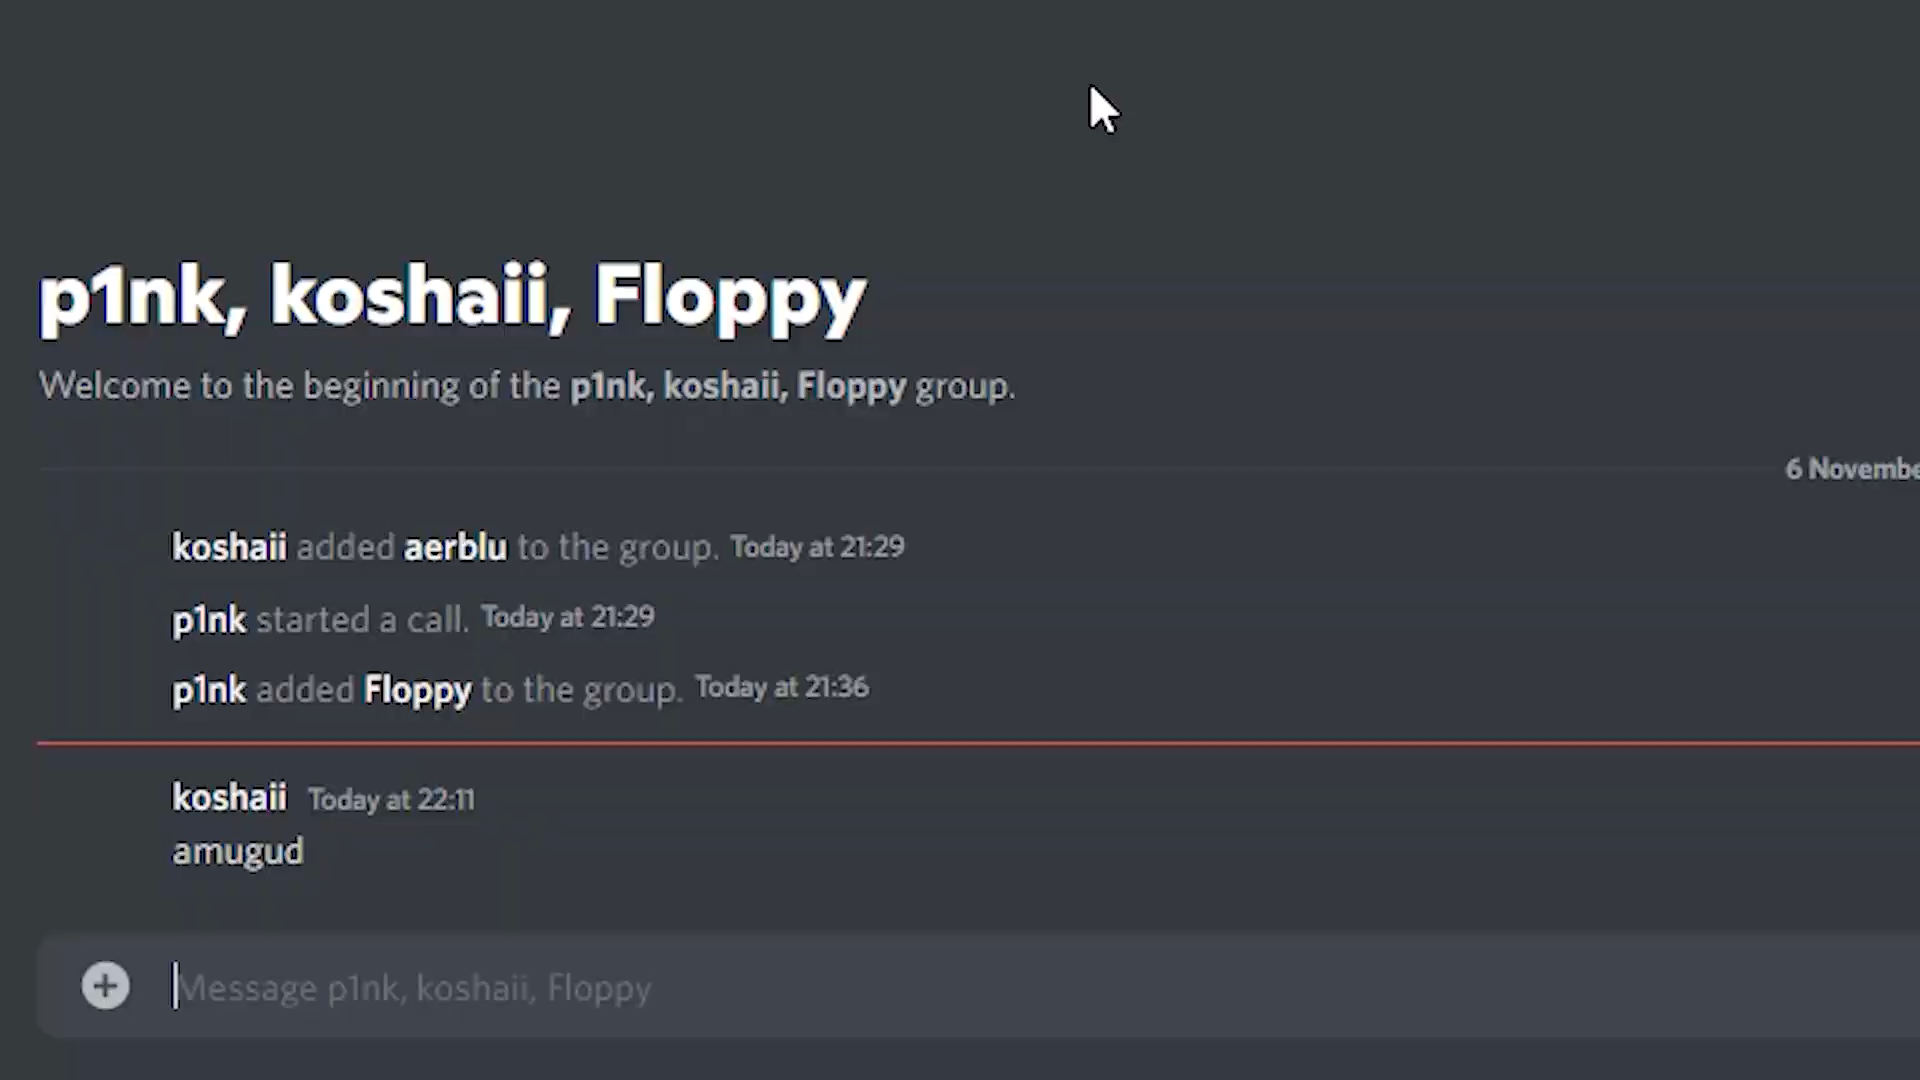 p1nk, koshaii, Floppy
Welcome to the beginning of the p1nk, koshaii, Floppy group.
6 Novembe
koshaii added aerblu to the group. Today at 21:29
p1nk started a call. Today at 21:29
p1nk added Floppy to the group. Today at 21:36
koshaii Today at 22:11
amugud
Message p1nk, koshaii, Floppy